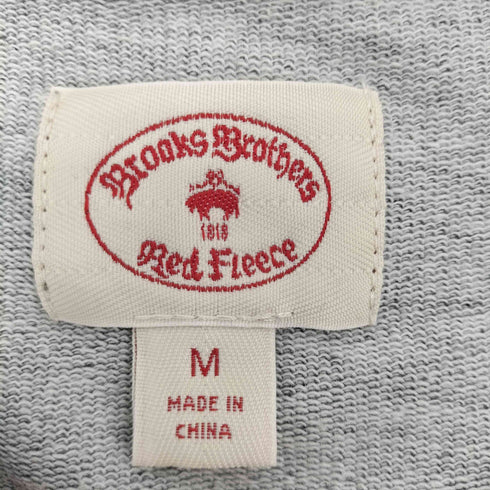 Brooks Brothers
1818
Red Fleece
M
MADE IN
CHINA